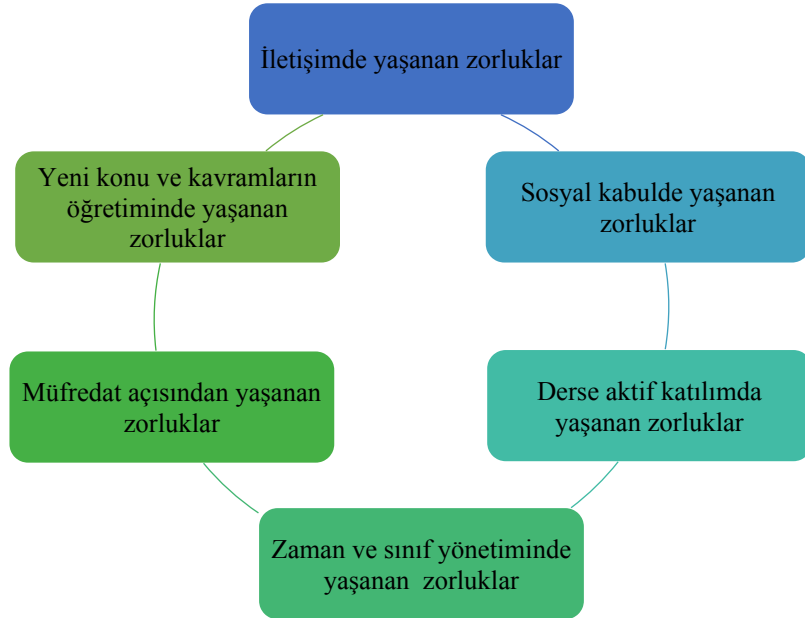 İletişimde yaşanan zorluklar
Sosyal kabulde yaşanan
zorluklar
Derse aktif katılımda
yaşanan zorluklar
Zaman ve sınıf yönetiminde
yaşanan zorluklar
Müfredat açısından yaşanan
zorluklar
Yeni konu ve kavramların
öğretiminde yaşanan
zorluklar